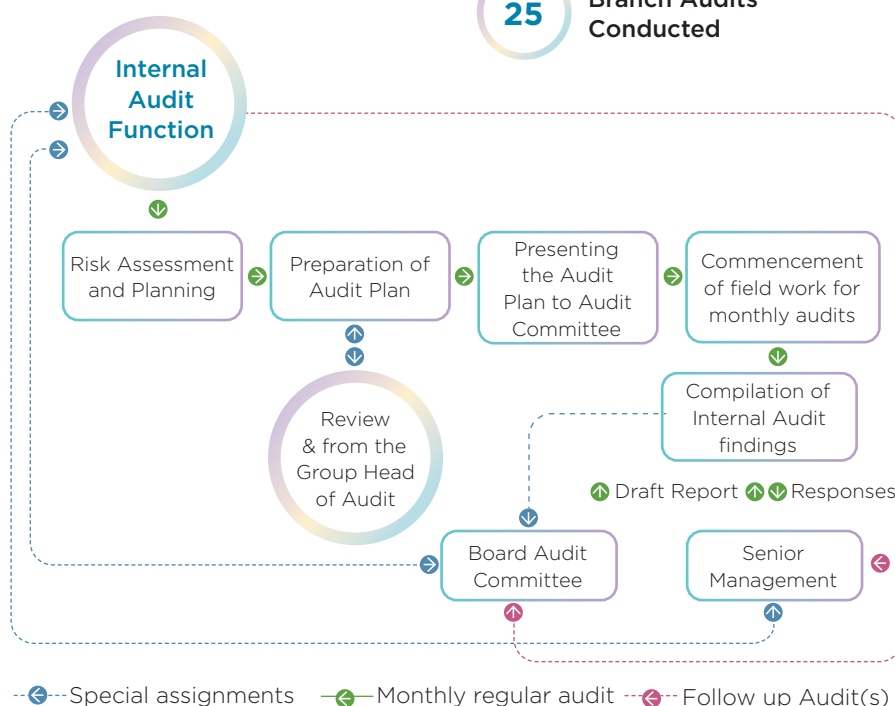 25
Branch Audits
Conducted
Internal
Audit
Function
Risk Assessment
and Planning
Preparation of
Audit Plan
Presenting
the Audit
Plan to Audit
Committee
Commencement
of field work for
monthly audits
Review
& from the
Group Head
of Audit
Compilation of
Internal Audit
findings
Draft Report
Responses
Board Audit
Committee
Senior
Management
Special assignments
Monthly regular audit
Follow up Audit(s)